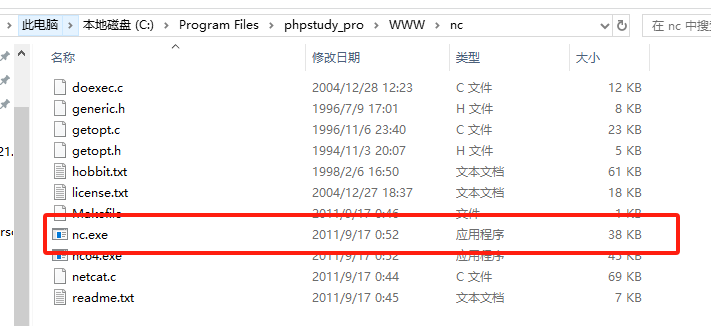 此电脑 > 本地磁盘 (C:) > Program Files > phpstudy_pro > WWW > nc 在 nc 中搜
名称 修改日期 类型 大小
doexec.c 2004/12/28 12:23 C 文件 12 KB
generic.h 1996/7/9 17:01 H 文件 8 KB
getopt.c 1996/11/6 23:40 C 文件 23 KB
getopt.h 1994/11/3 20:07 H 文件 5 KB
hobbit.txt 1998/2/6 16:50 文本文档 61 KB
license.txt 2004/12/27 18:37 文本文档 18 KB
Makefile 2011/9/17 0:46 文件 1 KB
nc.exe 2011/9/17 0:52 应用程序 38 KB
nc64.exe 2011/9/17 0:52 应用程序 45 KB
netcat.c 2011/9/17 0:52 C 文件 69 KB
readme.txt 2011/9/17 0:45 文本文档 7 KB
21.
rse